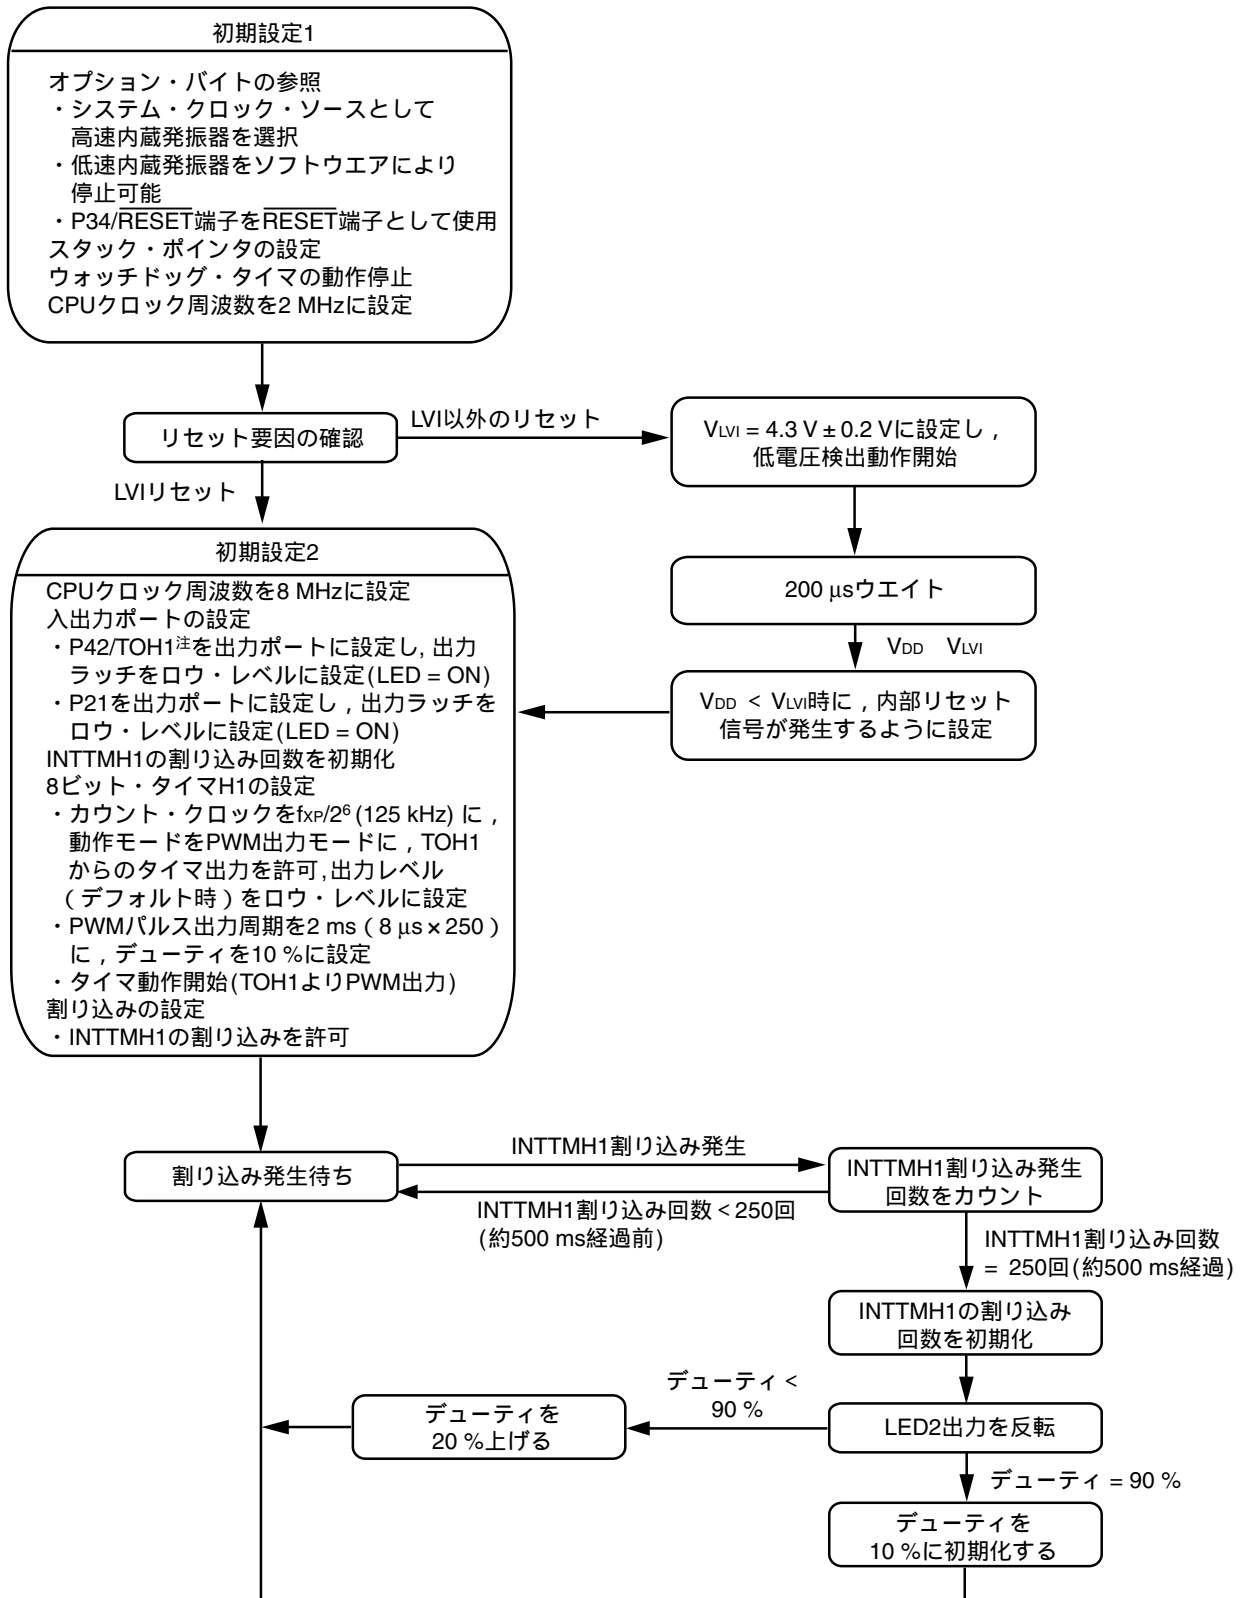 初期設定1
オプション・バイトの参照
・システム・クロック・ソースとして
高速内蔵発振器を選択
・低速内蔵発振器をソフトウエアにより
停止可能
・P34/RESET端子をRESET端子として使用
スタック・ポインタの設定
ウォッチドッグ・タイマの動作停止
CPUクロック周波数を2 MHzに設定
リセット要因の確認
LVI以外のリセット
VLVI = 4.3 V ± 0.2 Vに設定し，
低電圧検出動作開始
LVIリセット
200 μsウエイト
VDD VLVI
VDD < VLVI時に，内部リセット
信号が発生するように設定
初期設定2
CPUクロック周波数を8 MHzに設定
入出力ポートの設定
・P42/TOH1注を出力ポートに設定し, 出力
ラッチをロウ・レベルに設定(LED = ON)
・P21を出力ポートに設定し，出力ラッチを
ロウ・レベルに設定(LED = ON)
INTTMH1の割り込み回数を初期化
8ビット・タイマH1の設定
・カウント・クロックをfXP/2⁶ (125 kHz) に，
動作モードをPWM出力モードに，TOH1
からのタイマ出力を許可, 出力レベル
（デフォルト時）をロウ・レベルに設定
・PWMパルス出力周期を2 ms（8 μs × 250）
に，デューティを10 %に設定
・タイマ動作開始(TOH1よりPWM出力)
割り込みの設定
・INTTMH1の割り込みを許可
割り込み発生待ち
INTTMH1割り込み発生
INTTMH1割り込み発生
回数をカウント
INTTMH1割り込み回数＜250回
(約500 ms経過前)
INTTMH1割り込み回数
= 250回(約500 ms経過)
INTTMH1の割り込み
回数を初期化
デューティ <
90 %
LED2出力を反転
デューティを
20 %上げる
デューティ = 90 %
デューティを
10 %に初期化する